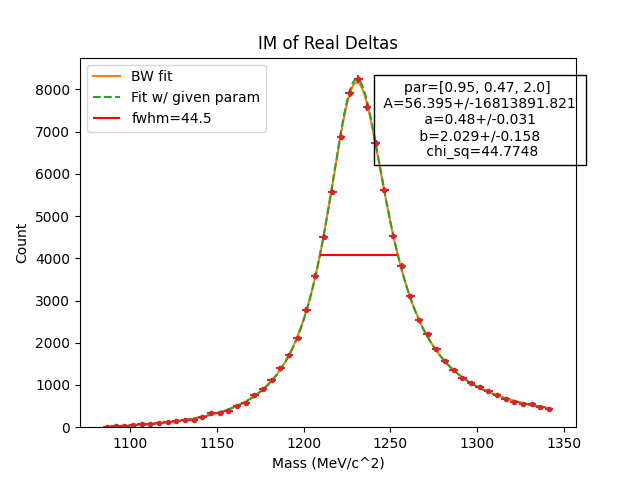 IM of Real Deltas
BW fit
Fit w/ given param
fwhm=44.5
par=[0.95, 0.47, 2.0]
A=56.395+/-16813891.821
a=0.48+/-0.031
b=2.029+/-0.158
chi_sq=44.7748
Count
8000
7000
6000
5000
4000
3000
2000
1000
0
1100
1150
1200
1250
1300
1350
Mass (MeV/c^2)